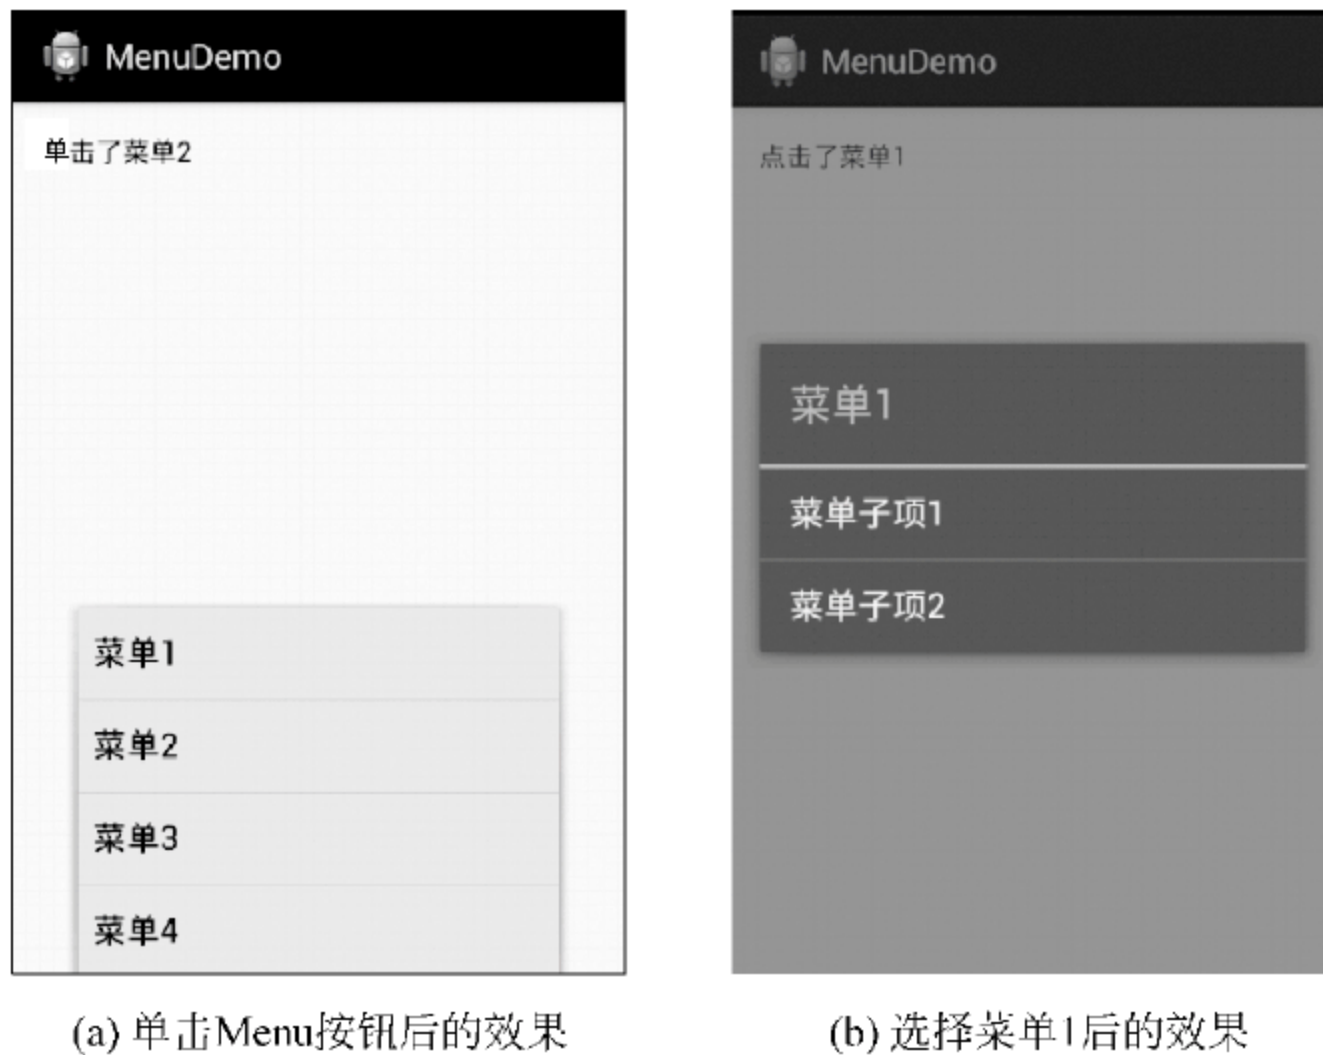 MenuDemo
单击了菜单2
菜单1
菜单2
菜单3
菜单4
(a) 单击Menu按钮后的效果
MenuDemo
点击了菜单1
菜单1
菜单子项1
菜单子项2
(b) 选择菜单1后的效果